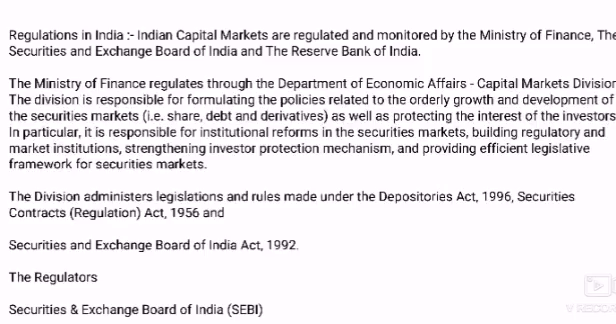 Regulations in India :- Indian Capital Markets are regulated and monitored by the Ministry of Finance, The
Securities and Exchange Board of India and The Reserve Bank of India.
The Ministry of Finance regulates through the Department of Economic Affairs - Capital Markets Division
The division is responsible for formulating the policies related to the orderly growth and development of
the securities markets (i.e. share, debt and derivatives) as well as protecting the interest of the investors
In particular, it is responsible for institutional reforms in the securities markets, building regulatory and
market institutions, strengthening investor protection mechanism, and providing efficient legislative
framework for securities markets.
The Division administers legislations and rules made under the Depositories Act, 1996, Securities
Contracts (Regulation) Act, 1956 and
Securities and Exchange Board of India Act, 1992.
The Regulators
Securities & Exchange Board of India (SEBI)